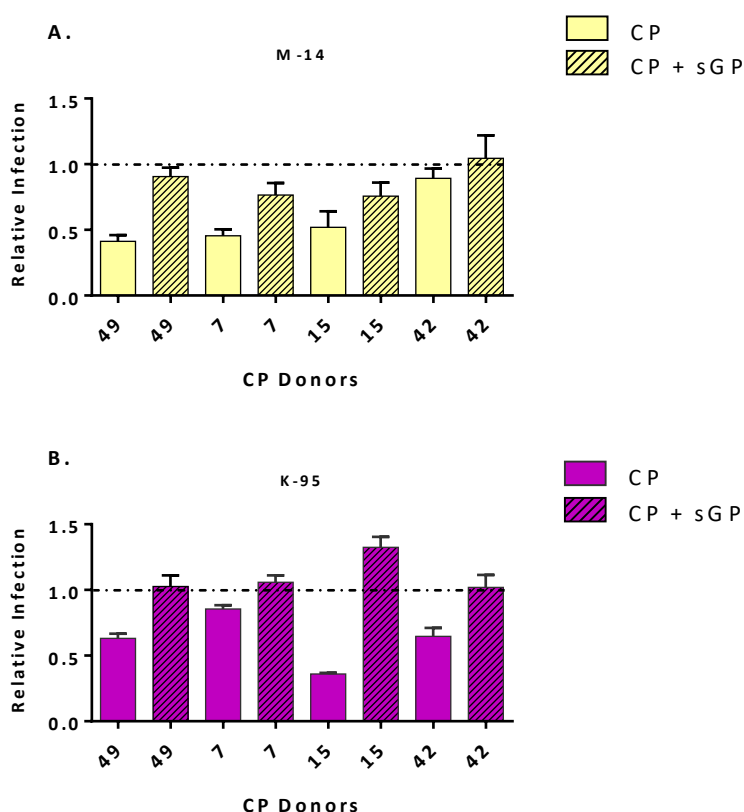 A.
M-14
CP
CP + sGP
Relative Infection
1.5
1.0
0.5
0.0
49 49 7 7 15 15 42 42
CP Donors
B.
K-95
CP
CP + sGP
Relative Infection
1.5
1.0
0.5
0.0
49 49 7 7 15 15 42 42
CP Donors